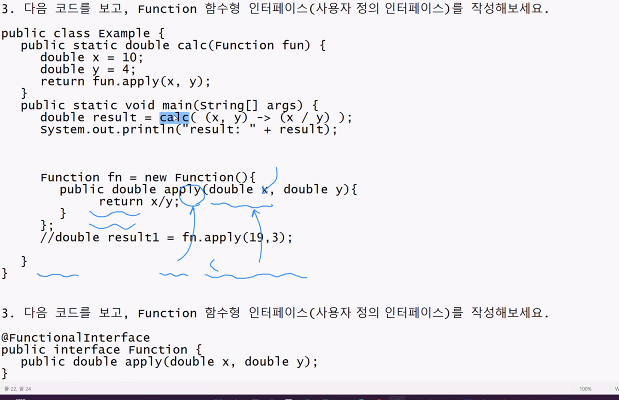 3. 다음 코드를 보고, Function 함수형 인터페이스(사용자 정의 인터페이스)를 작성해보세요.
public class Example {
public static double calc(Function fun) {
double x = 10;
double y = 4;
return fun.apply(x, y);
}
public static void main(String[] args) {
double result = calc( (x, y) -> (x / y) );
System.out.println("result: " + result);
Function fn = new Function(){
public double apply(double x, double y){
return x/y;
}
};
//double result1 = fn.apply(19,3);
}
}
3. 다음 코드를 보고, Function 함수형 인터페이스(사용자 정의 인터페이스)를 작성해보세요.
@FunctionalInterface
public interface Function {
public double apply(double x, double y);
}
줄 22, 열 24
100%